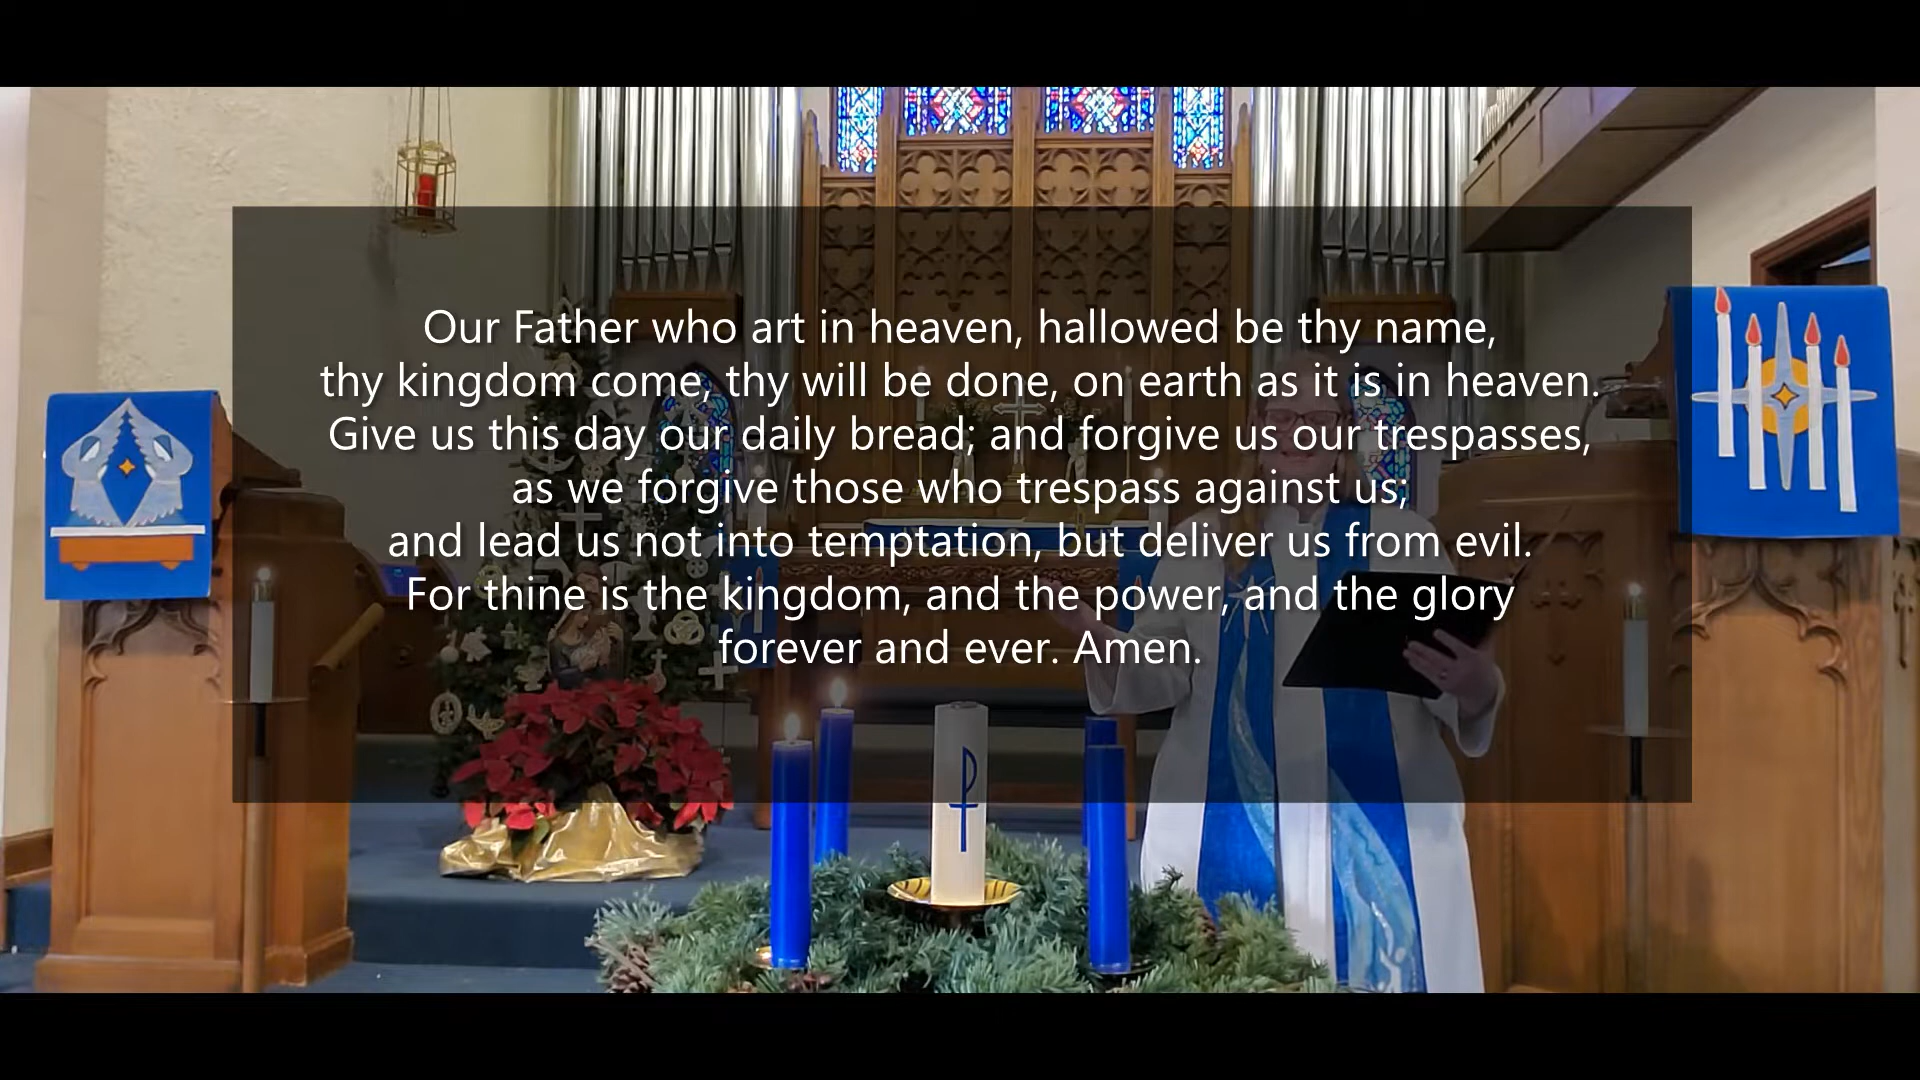 Our Father who art in heaven, hallowed be thy name,
thy kingdom come, thy will be done, on earth as it is in heaven.
Give us this day our daily bread; and forgive us our trespasses,
as we forgive those who trespass against us;
and lead us not into temptation, but deliver us from evil.
For thine is the kingdom, and the power, and the glory
forever and ever. Amen.